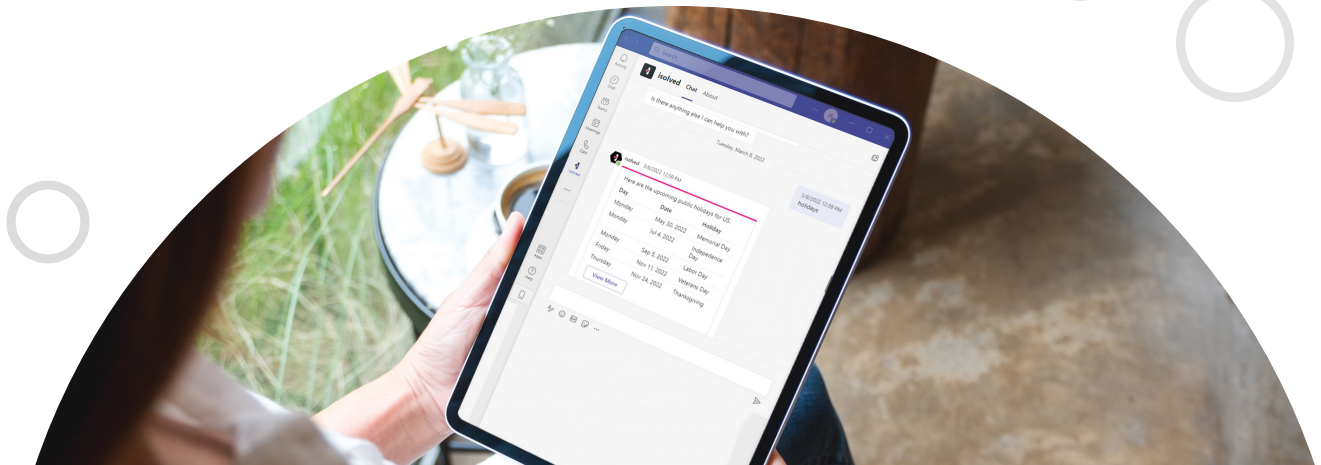 Search
Activity
Chat
Teams
Meetings
Calls
isolved
...
Apps
Help
isolved Chat About
Is there anything else I can help you with?
Tuesday, March 8, 2022
3/8/2022 12:59 PM
holidays
isolved 3/8/2022 12:59 PM
Here are the upcoming public holidays for US.
Day Date Holiday
Monday May 30, 2022 Memorial Day
Monday Jul 4, 2022 Indepedence
Day
Monday Sep 5, 2022 Labor Day
Friday Nov 11, 2022 Veterans Day
Thursday Nov 24, 2022 Thanksgiving
View More